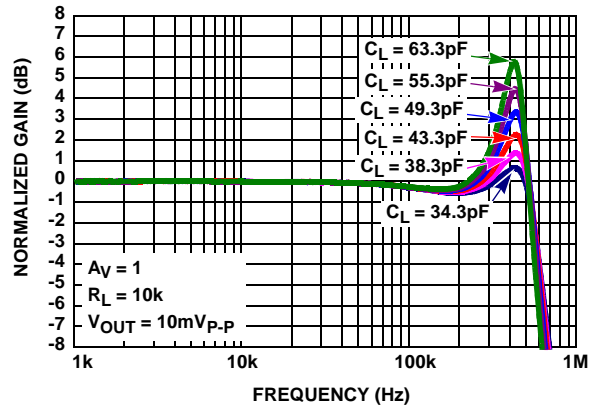 8
7
6
5
4
3
2
1
0
-1
-2
-3
-4
-5
-6
-7
-8
NORMALIZED GAIN (dB)
CL = 63.3pF
CL = 55.3pF
CL = 49.3pF
CL = 43.3pF
CL = 38.3pF
CL = 34.3pF
AV = 1
RL = 10k
VOUT = 10mVP-P
1k 10k 100k 1M
FREQUENCY (Hz)